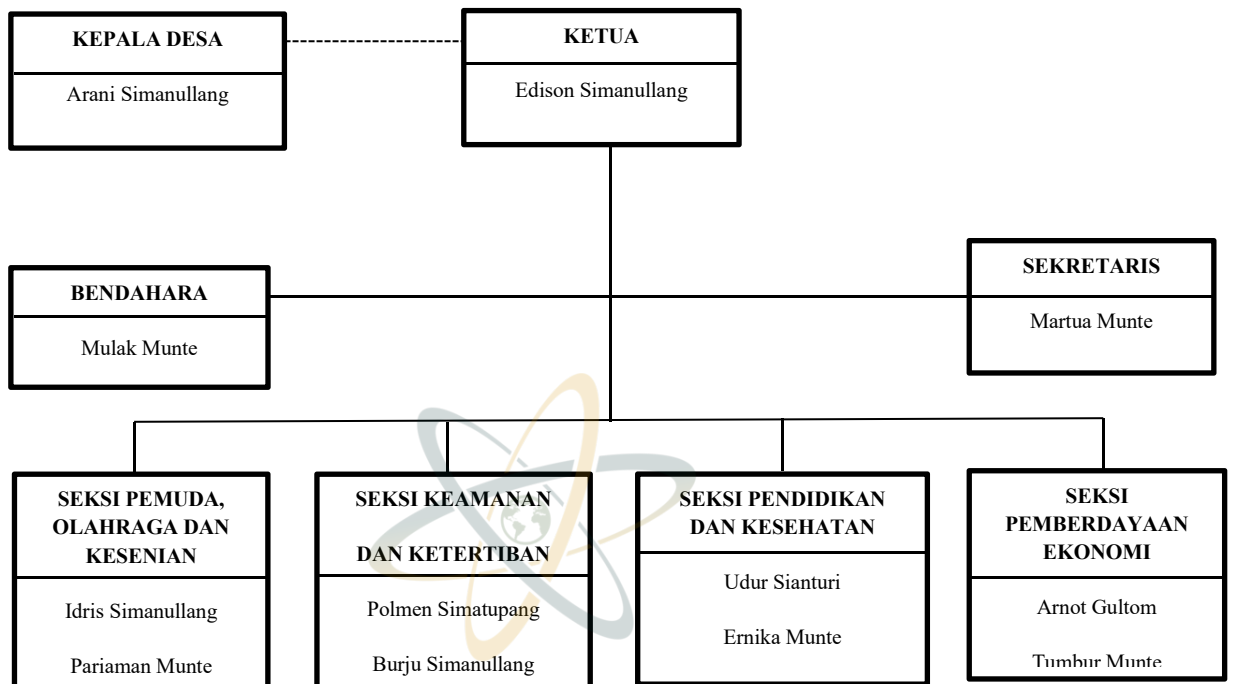 KEPALA DESA
Arani Simanullang
KETUA
Edison Simanullang
BENDAHARA
Mulak Munte
SEKRETARIS
Martua Munte
SEKSI PEMUDA,
OLAHRAGA DAN
KESENIAN
Idris Simanullang
Pariaman Munte
SEKSI KEAMANAN
DAN KETERTIBAN
Polmen Simatupang
Burju Simanullang
SEKSI PENDIDIKAN
DAN KESEHATAN
Udur Sianturi
Ernika Munte
SEKSI
PEMBERDAYAAN
EKONOMI
Arnot Gultom
Tumbur Munte